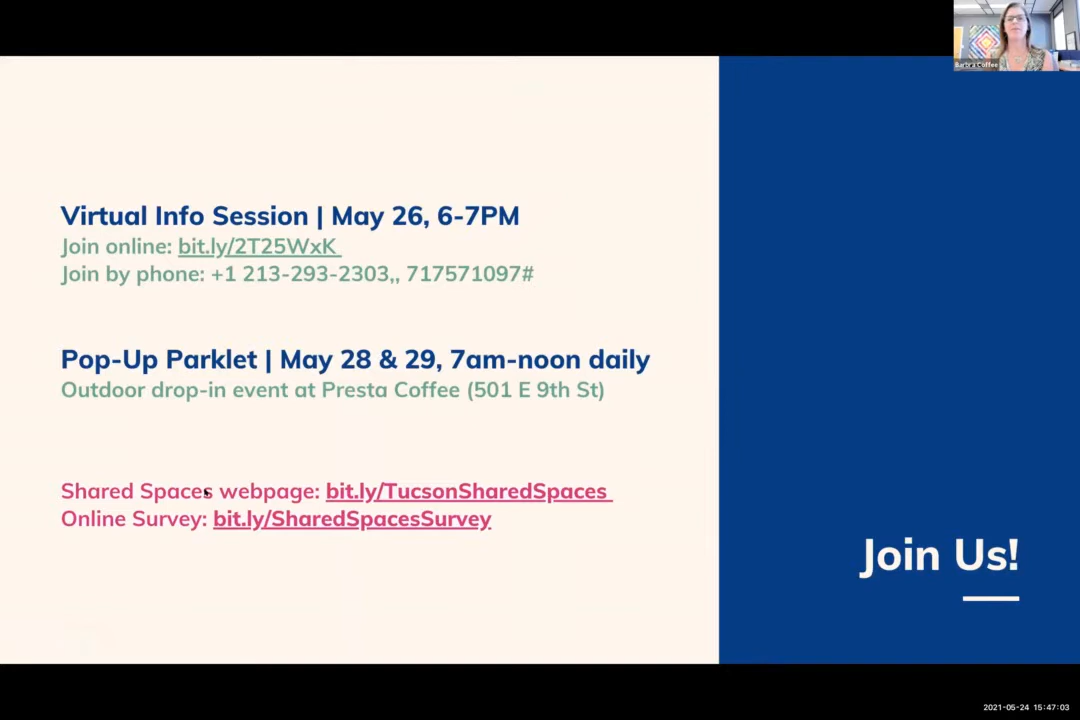 Barbra Coffee
Virtual Info Session | May 26, 6-7PM
Join online: bit.ly/2T25WxK
Join by phone: +1 213-293-2303,, 717571097#
Pop-Up Parklet | May 28 & 29, 7am-noon daily
Outdoor drop-in event at Presta Coffee (501 E 9th St)
Shared Spaces webpage: bit.ly/TucsonSharedSpaces
Online Survey: bit.ly/SharedSpacesSurvey
Join Us!
2021-05-24 15:47:03